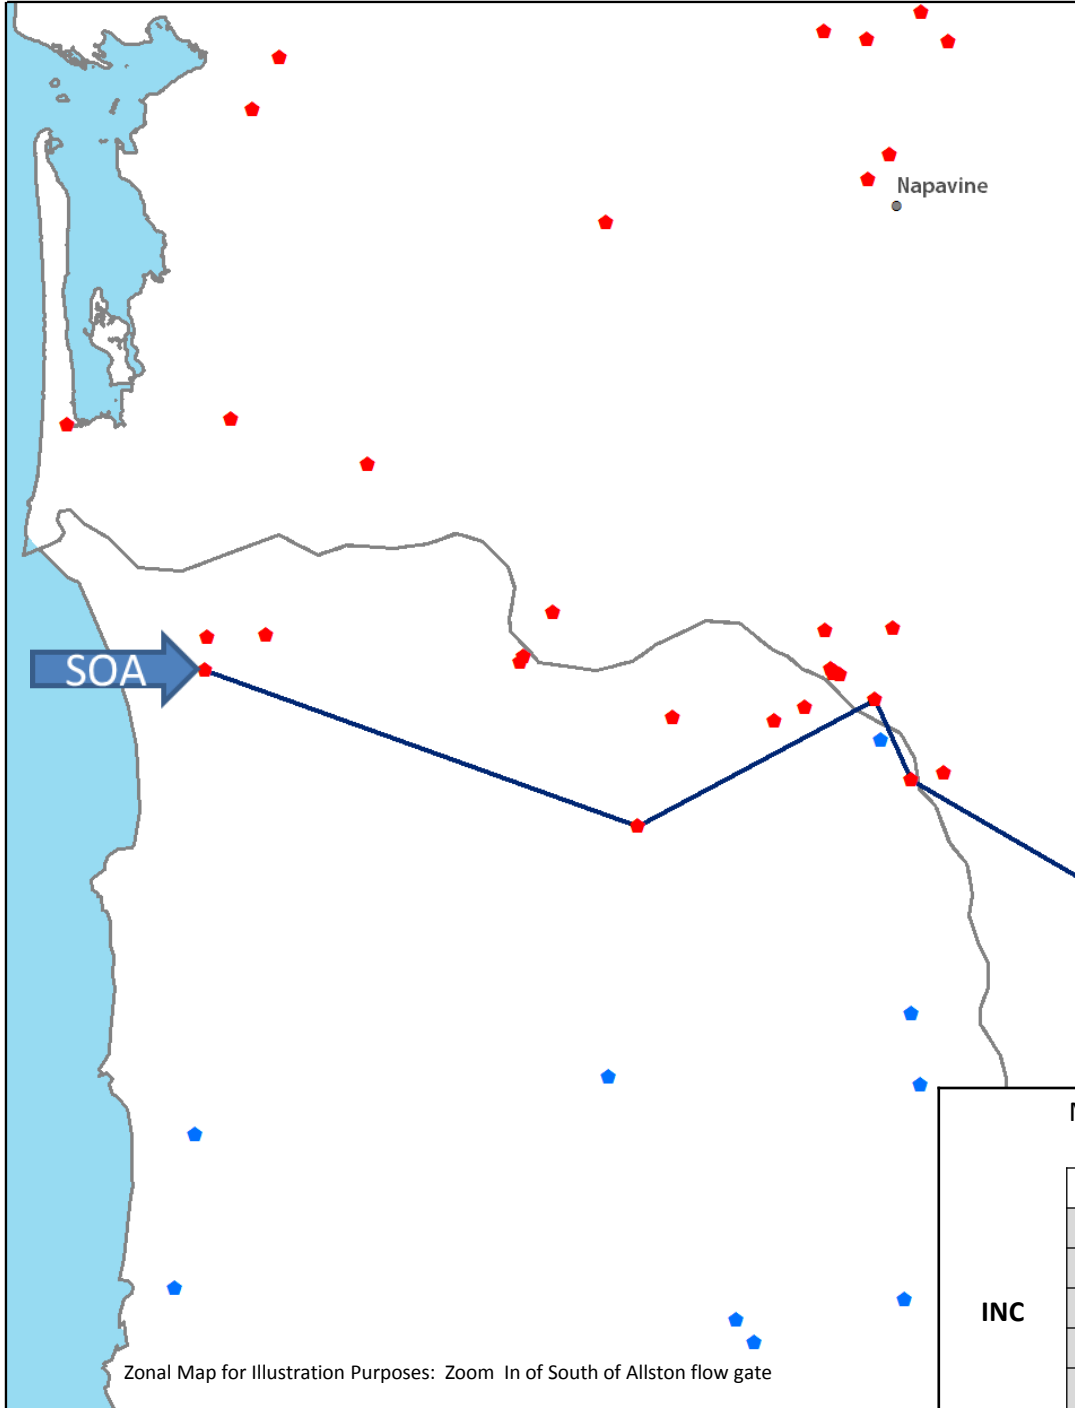 Napavine
SOA
INC
Zonal Map for Illustration Purposes: Zoom In of South of Allston flow gate